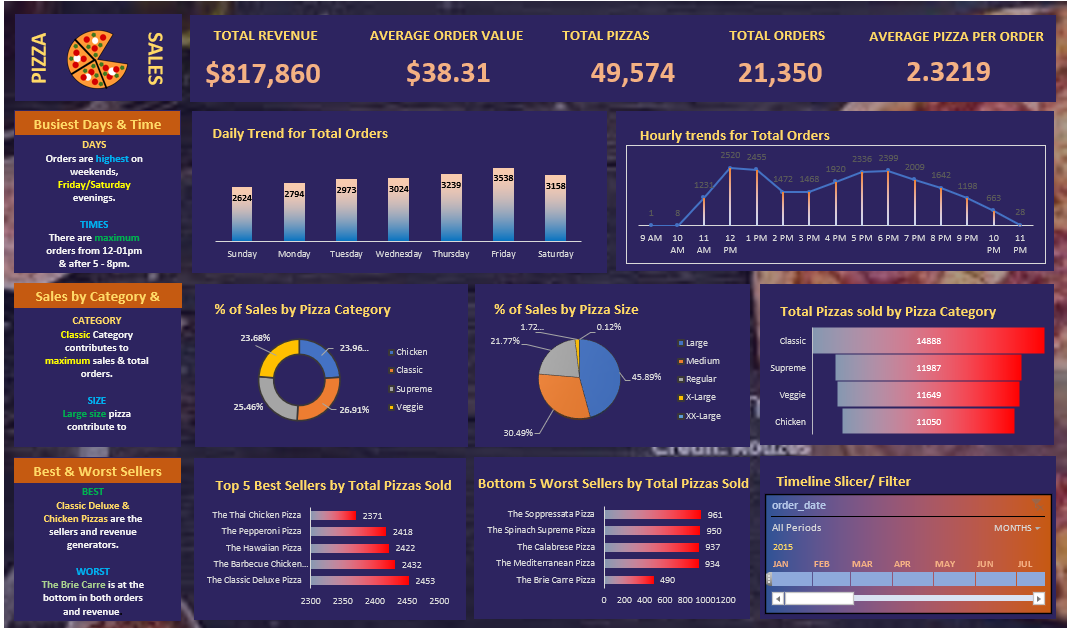 PIZZA
SALES
TOTAL REVENUE
$817,860
AVERAGE ORDER VALUE
$38.31
TOTAL PIZZAS
49,574
TOTAL ORDERS
21,350
AVERAGE PIZZA PER ORDER
2.3219
Busiest Days & Time
DAYS
Orders are highest on
weekends,
Friday/Saturday
evenings.
TIMES
There are maximum
orders from 12-01pm
& after 5 - 8pm.
Daily Trend for Total Orders
2624
2794
2973
3024
3239
3538
3158
Sunday
Monday
Tuesday
Wednesday
Thursday
Friday
Saturday
Hourly trends for Total Orders
1
8
1231
2520
2455
1472
1468
1920
2336
2399
2009
1642
1198
663
28
9 AM
10 AM
11 AM
12 PM
1 PM
2 PM
3 PM
4 PM
5 PM
6 PM
7 PM
8 PM
9 PM
10 PM
11 PM
Sales by Category &
CATEGORY
Classic Category
contributes to
maximum sales & total
orders.
SIZE
Large size pizza
contribute to
% of Sales by Pizza Category
23.68%
23.96...
25.46%
26.91%
Chicken
Classic
Supreme
Veggie
% of Sales by Pizza Size
1.72...
0.12%
21.77%
45.89%
30.49%
Large
Medium
Regular
X-Large
XX-Large
Total Pizzas sold by Pizza Category
Classic 14888
Supreme 11987
Veggie 11649
Chicken 11050
Best & Worst Sellers
BEST
Classic Deluxe &
Chicken Pizzas are the
sellers and revenue
generators.
WORST
The Brie Carre is at the
bottom in both orders
and revenue
Top 5 Best Sellers by Total Pizzas Sold
The Thai Chicken Pizza 2371
The Pepperoni Pizza 2418
The Hawaiian Pizza 2422
The Barbecue Chicken... 2432
The Classic Deluxe Pizza 2453
2300 2350 2400 2450 2500
Bottom 5 Worst Sellers by Total Pizzas Sold
The Soppressata Pizza 961
The Spinach Supreme Pizza 950
The Calabrese Pizza 937
The Mediterranean Pizza 934
The Brie Carre Pizza 490
0 200 400 600 800 1000 1200
Timeline Slicer/ Filter
order_date
All Periods
MONTHS
2015
JAN FEB MAR APR MAY JUN JUL